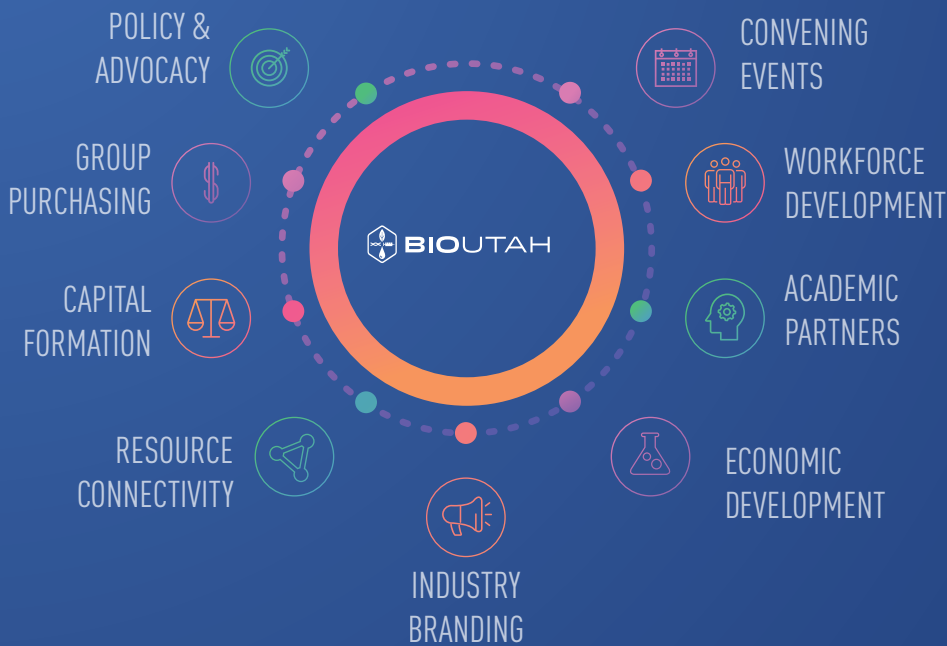 POLICY &
ADVOCACY
CONVENING
EVENTS
GROUP
PURCHASING
WORKFORCE
DEVELOPMENT
BIOUTAH
CAPITAL
FORMATION
ACADEMIC
PARTNERS
RESOURCE
CONNECTIVITY
ECONOMIC
DEVELOPMENT
INDUSTRY
BRANDING